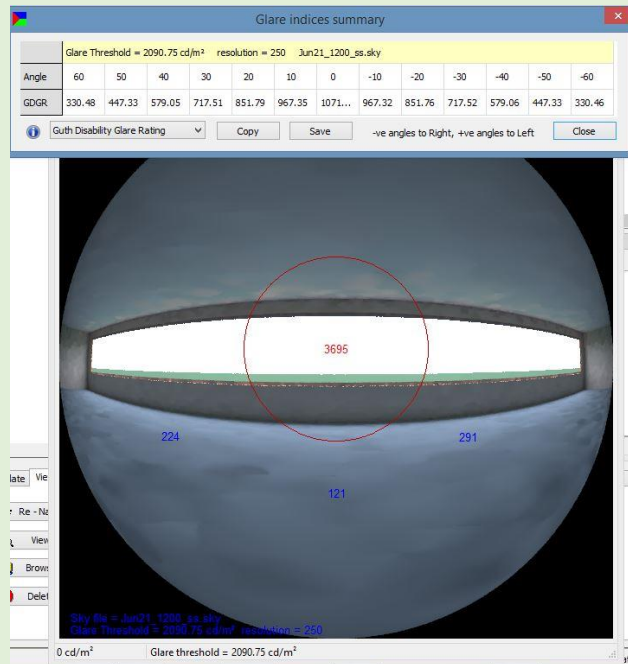 Glare indices summary
Glare Threshold = 2090.75 cd/m² resolution = 250 Jun21_1200_ss.sky
Angle 60 50 40 30 20 10 0 -10 -20 -30 -40 -50 -60
GDGR 330.48 447.33 579.05 717.51 851.79 967.35 1071... 967.32 851.76 717.52 579.06 447.33 330.46
Guth Disability Glare Rating Copy Save -ve angles to Right, +ve angles to Left Close
3695
224 291
late Vie
121
Re - Na
View
Brows
Delet
Sky file = Jun21_1200_ss.sky
Glare Threshold = 2090.75 cd/m² resolution = 250
0 cd/m² Glare threshold = 2090.75 cd/m²